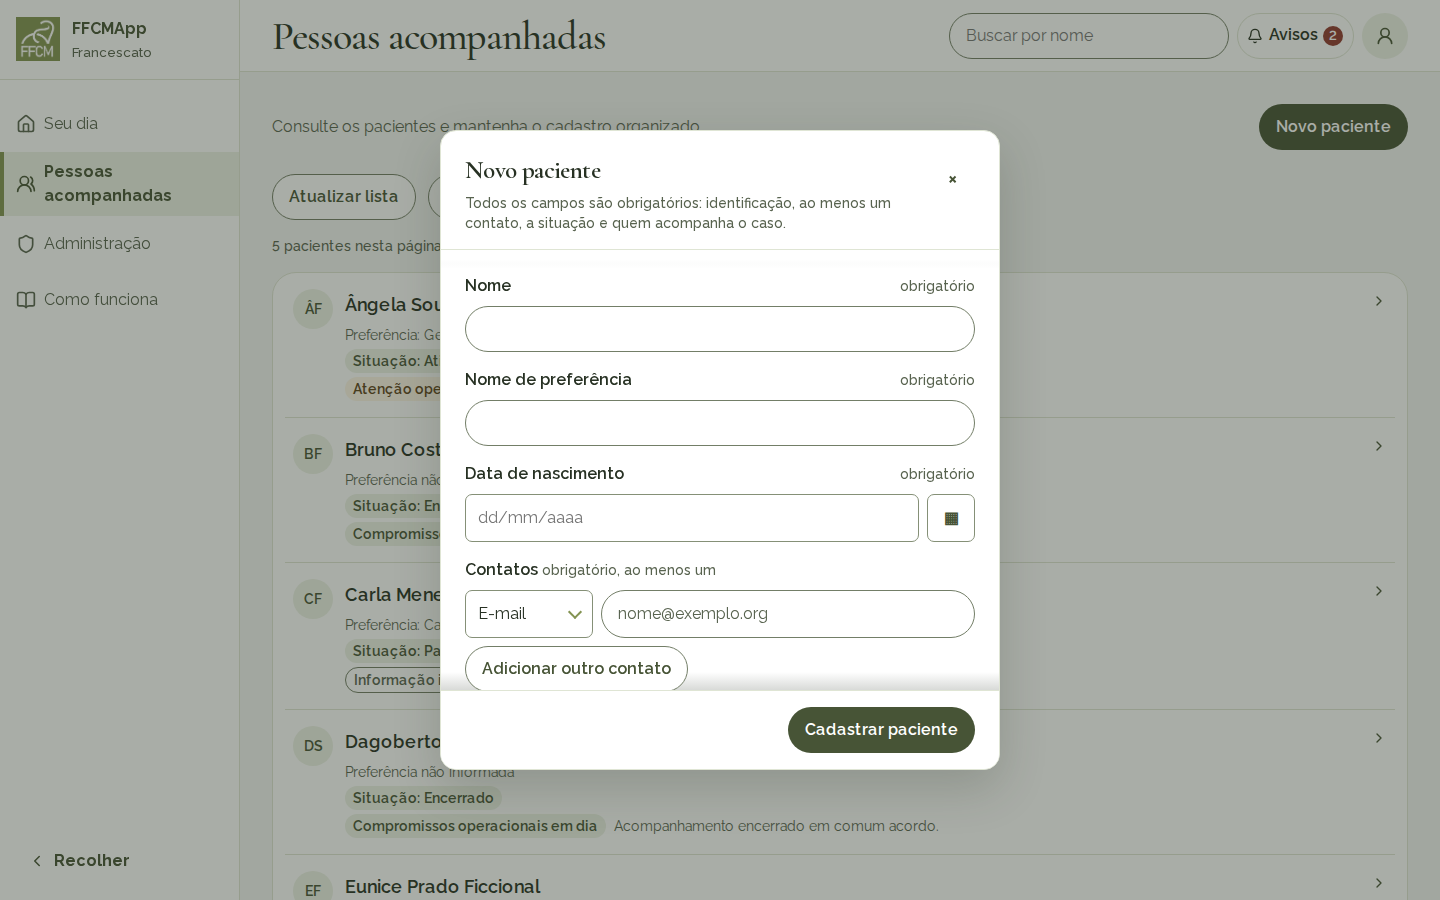 FFCM
FFCMApp
Francescato
Pessoas acompanhadas
Buscar por nome
Avisos 2
Seu dia
Pessoas
acompanhadas
Administração
Como funciona
Recolher
Consulte os pacientes e mantenha o cadastro organizado
Novo paciente
Atualizar lista
5 pacientes nesta página
ÂF
Ângela Sou
Preferência: Ge
Situação: At
Atenção ope
BF
Bruno Cost
Preferência não
Situação: En
Compromisso
CF
Carla Mene
Preferência: Ca
Situação: Pa
Informação i
DS
Dagoberto
Preferência não informada
Situação: Encerrado
Compromissos operacionais em dia Acompanhamento encerrado em comum acordo.
EF
Eunice Prado Ficcional
Novo paciente
×
Todos os campos são obrigatórios: identificação, ao menos um
contato, a situação e quem acompanha o caso.
Nome obrigatório
Nome de preferência obrigatório
Data de nascimento obrigatório
dd/mm/aaaa
Contatos obrigatório, ao menos um
E-mail nome@exemplo.org
Adicionar outro contato
Cadastrar paciente